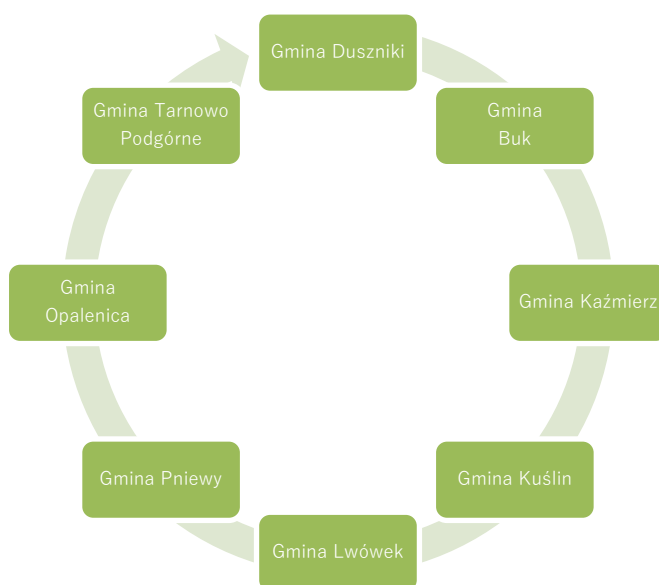 Gmina Duszniki
Gmina
Buk
Gmina Kaźmierz
Gmina Kuślin
Gmina Lwówek
Gmina Pniewy
Gmina
Opalenica
Gmina Tarnowo
Podgórne